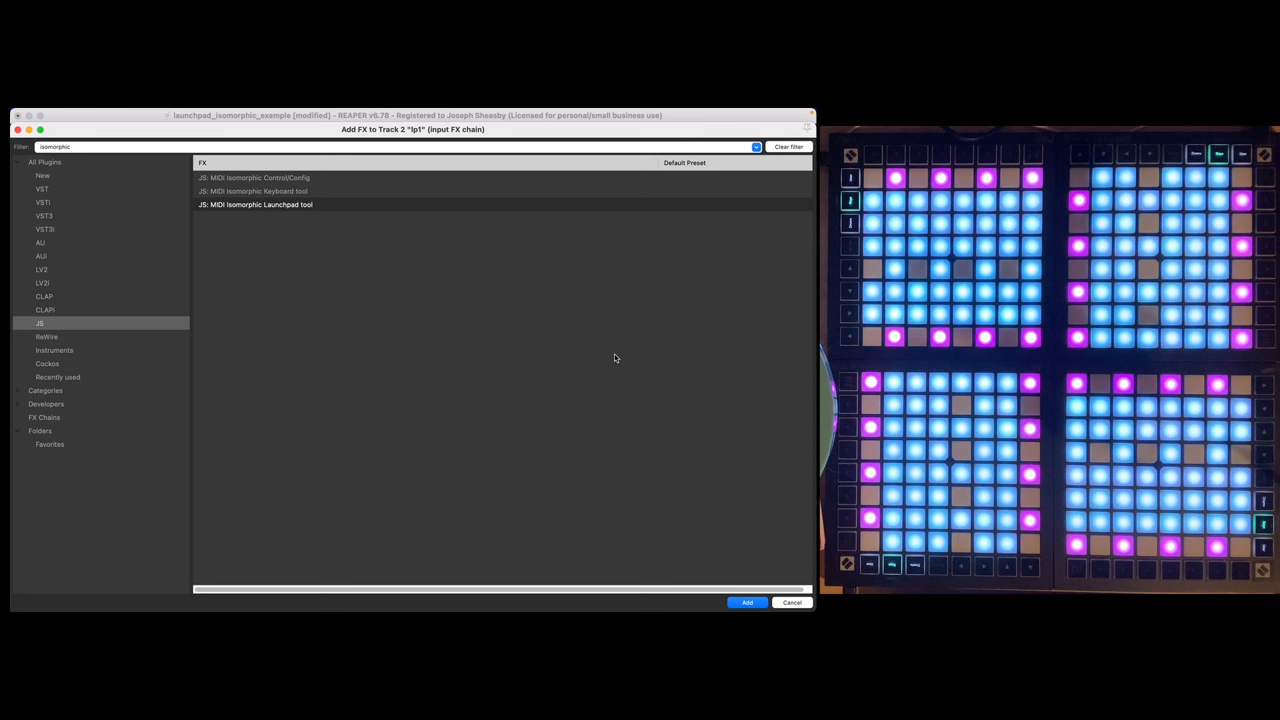 launchpad_isomorphic_example [modified] - REAPER v6.78 - Registered to Joseph Sheasby (Licensed for personal/small business use)
Add FX to Track 2 "lp1" (input FX chain)
Filter: isomorphic Clear filter
All Plugins
New
VST
VSTi
VST3
VST3i
AU
AUi
LV2
LV2i
CLAP
CLAPi
JS
ReWire
Instruments
Cockos
Recently used
Categories
Developers
FX Chains
Folders
Favorites
FX Default Preset
JS: MIDI Isomorphic Control/Config
JS: MIDI Isomorphic Keyboard tool
JS: MIDI Isomorphic Launchpad tool
Add Cancel
Drums Keys User